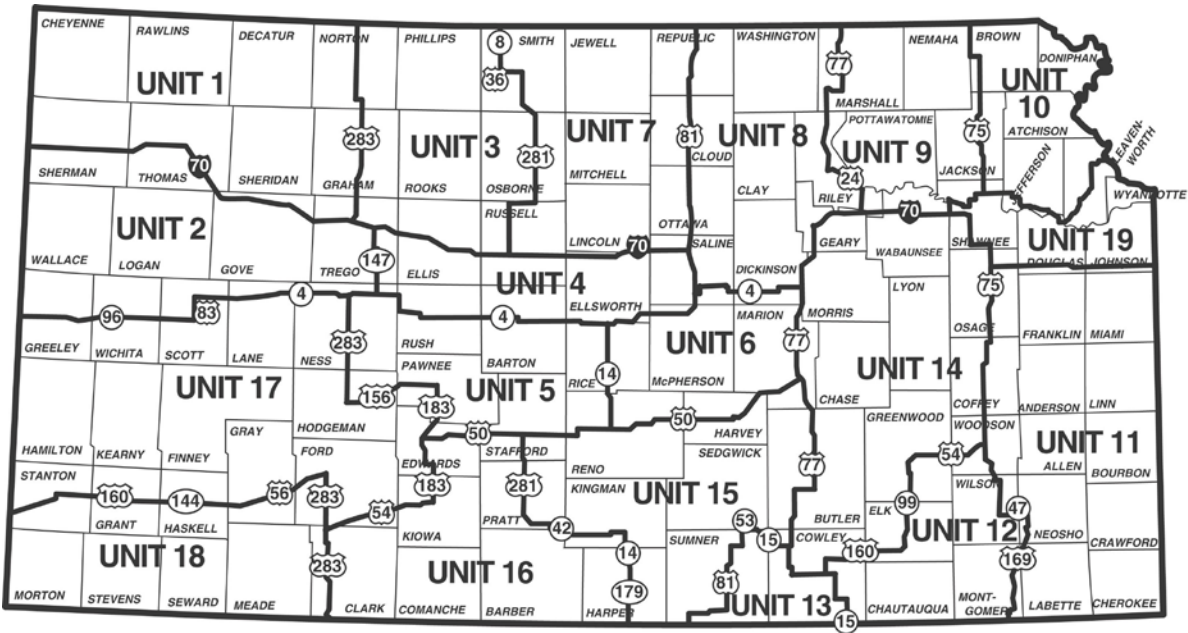 CHEYENNE
RAWLINS
DECATUR
NORTON
PHILLIPS
8
SMITH
JEWELL
REPUBLIC
WASHINGTON
NEMAHA
BROWN
DONIPHAN
UNIT 1
36
77
MARSHALL
UNIT
10
ATCHISON
LEAVEN-
WORTH
283
UNIT 3
281
UNIT 7
81
CLOUD
UNIT 8
POTTAWATOMIE
UNIT 9
75
JACKSON
JEFFERSON
WYANDOTTE
SHERMAN
THOMAS
70
SHERIDAN
GRAHAM
ROOKS
OSBORNE
MITCHELL
CLAY
24
RILEY
UNIT 2
RUSSELL
OTTAWA
70
WALLACE
LOGAN
GOVE
TREGO
147
ELLIS
UNIT 4
LINCOLN
70
SALINE
DICKINSON
GEARY
WABAUNSEE
SHAWNEE
UNIT 19
DOUGLAS
JOHNSON
96
83
4
4
ELLSWORTH
4
MARION
MORRIS
LYON
75
OSAGE
FRANKLIN
MIAMI
GREELEY
WICHITA
SCOTT
LANE
NESS
283
RUSH
BARTON
UNIT 6
77
UNIT 17
156
PAWNEE
183
UNIT 5
RICE
14
McPHERSON
CHASE
UNIT 14
COFFEY
ANDERSON
LINN
HAMILTON
KEARNY
FINNEY
GRAY
HODGEMAN
50
STAFFORD
50
HARVEY
GREENWOOD
WOODSON
UNIT 11
STANTON
FORD
EDWARDS
183
281
RENO
SEDGWICK
77
54
ALLEN
BOURBON
160
144
56
283
54
KINGMAN
UNIT 15
WILSON
GRANT
HASKELL
KIOWA
PRATT
42
SUMNER
53
15
BUTLER
COWLEY
ELK
99
UNIT 12
47
NEOSHO
CRAWFORD
UNIT 18
283
UNIT 16
14
160
169
MORTON
STEVENS
SEWARD
MEADE
CLARK
COMANCHE
BARBER
HARPER
179
81
UNIT 13
15
CHAUTAUQUA
MONT-
GOMERY
LABETTE
CHEROKEE